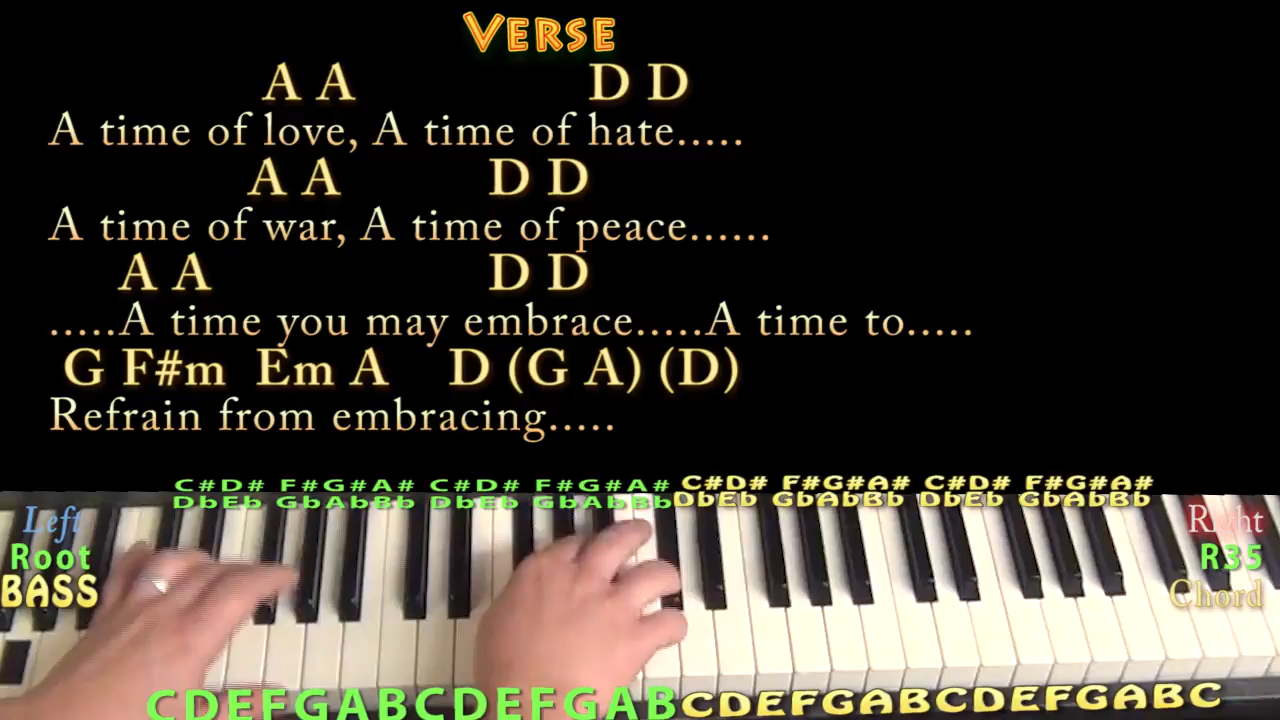 VERSE
A A D D
A time of love, A time of hate.....
A A D D
A time of war, A time of peace......
A A D D
.....A time you may embrace.....A time to.....
G F#m Em A D (G A) (D)
Refrain from embracing.....
C#D# F#G#A# C#D# F#G#A# C#D# F#G#A# C#D# F#G#A#
DbEb GbAbBb DbEb GbAbBb DbEb GbAbBb DbEb GbAbBb
Left
Root
BASS
Right
R35
Chord
CDEFGABCDEFGABCDEFGABCDEFGABC